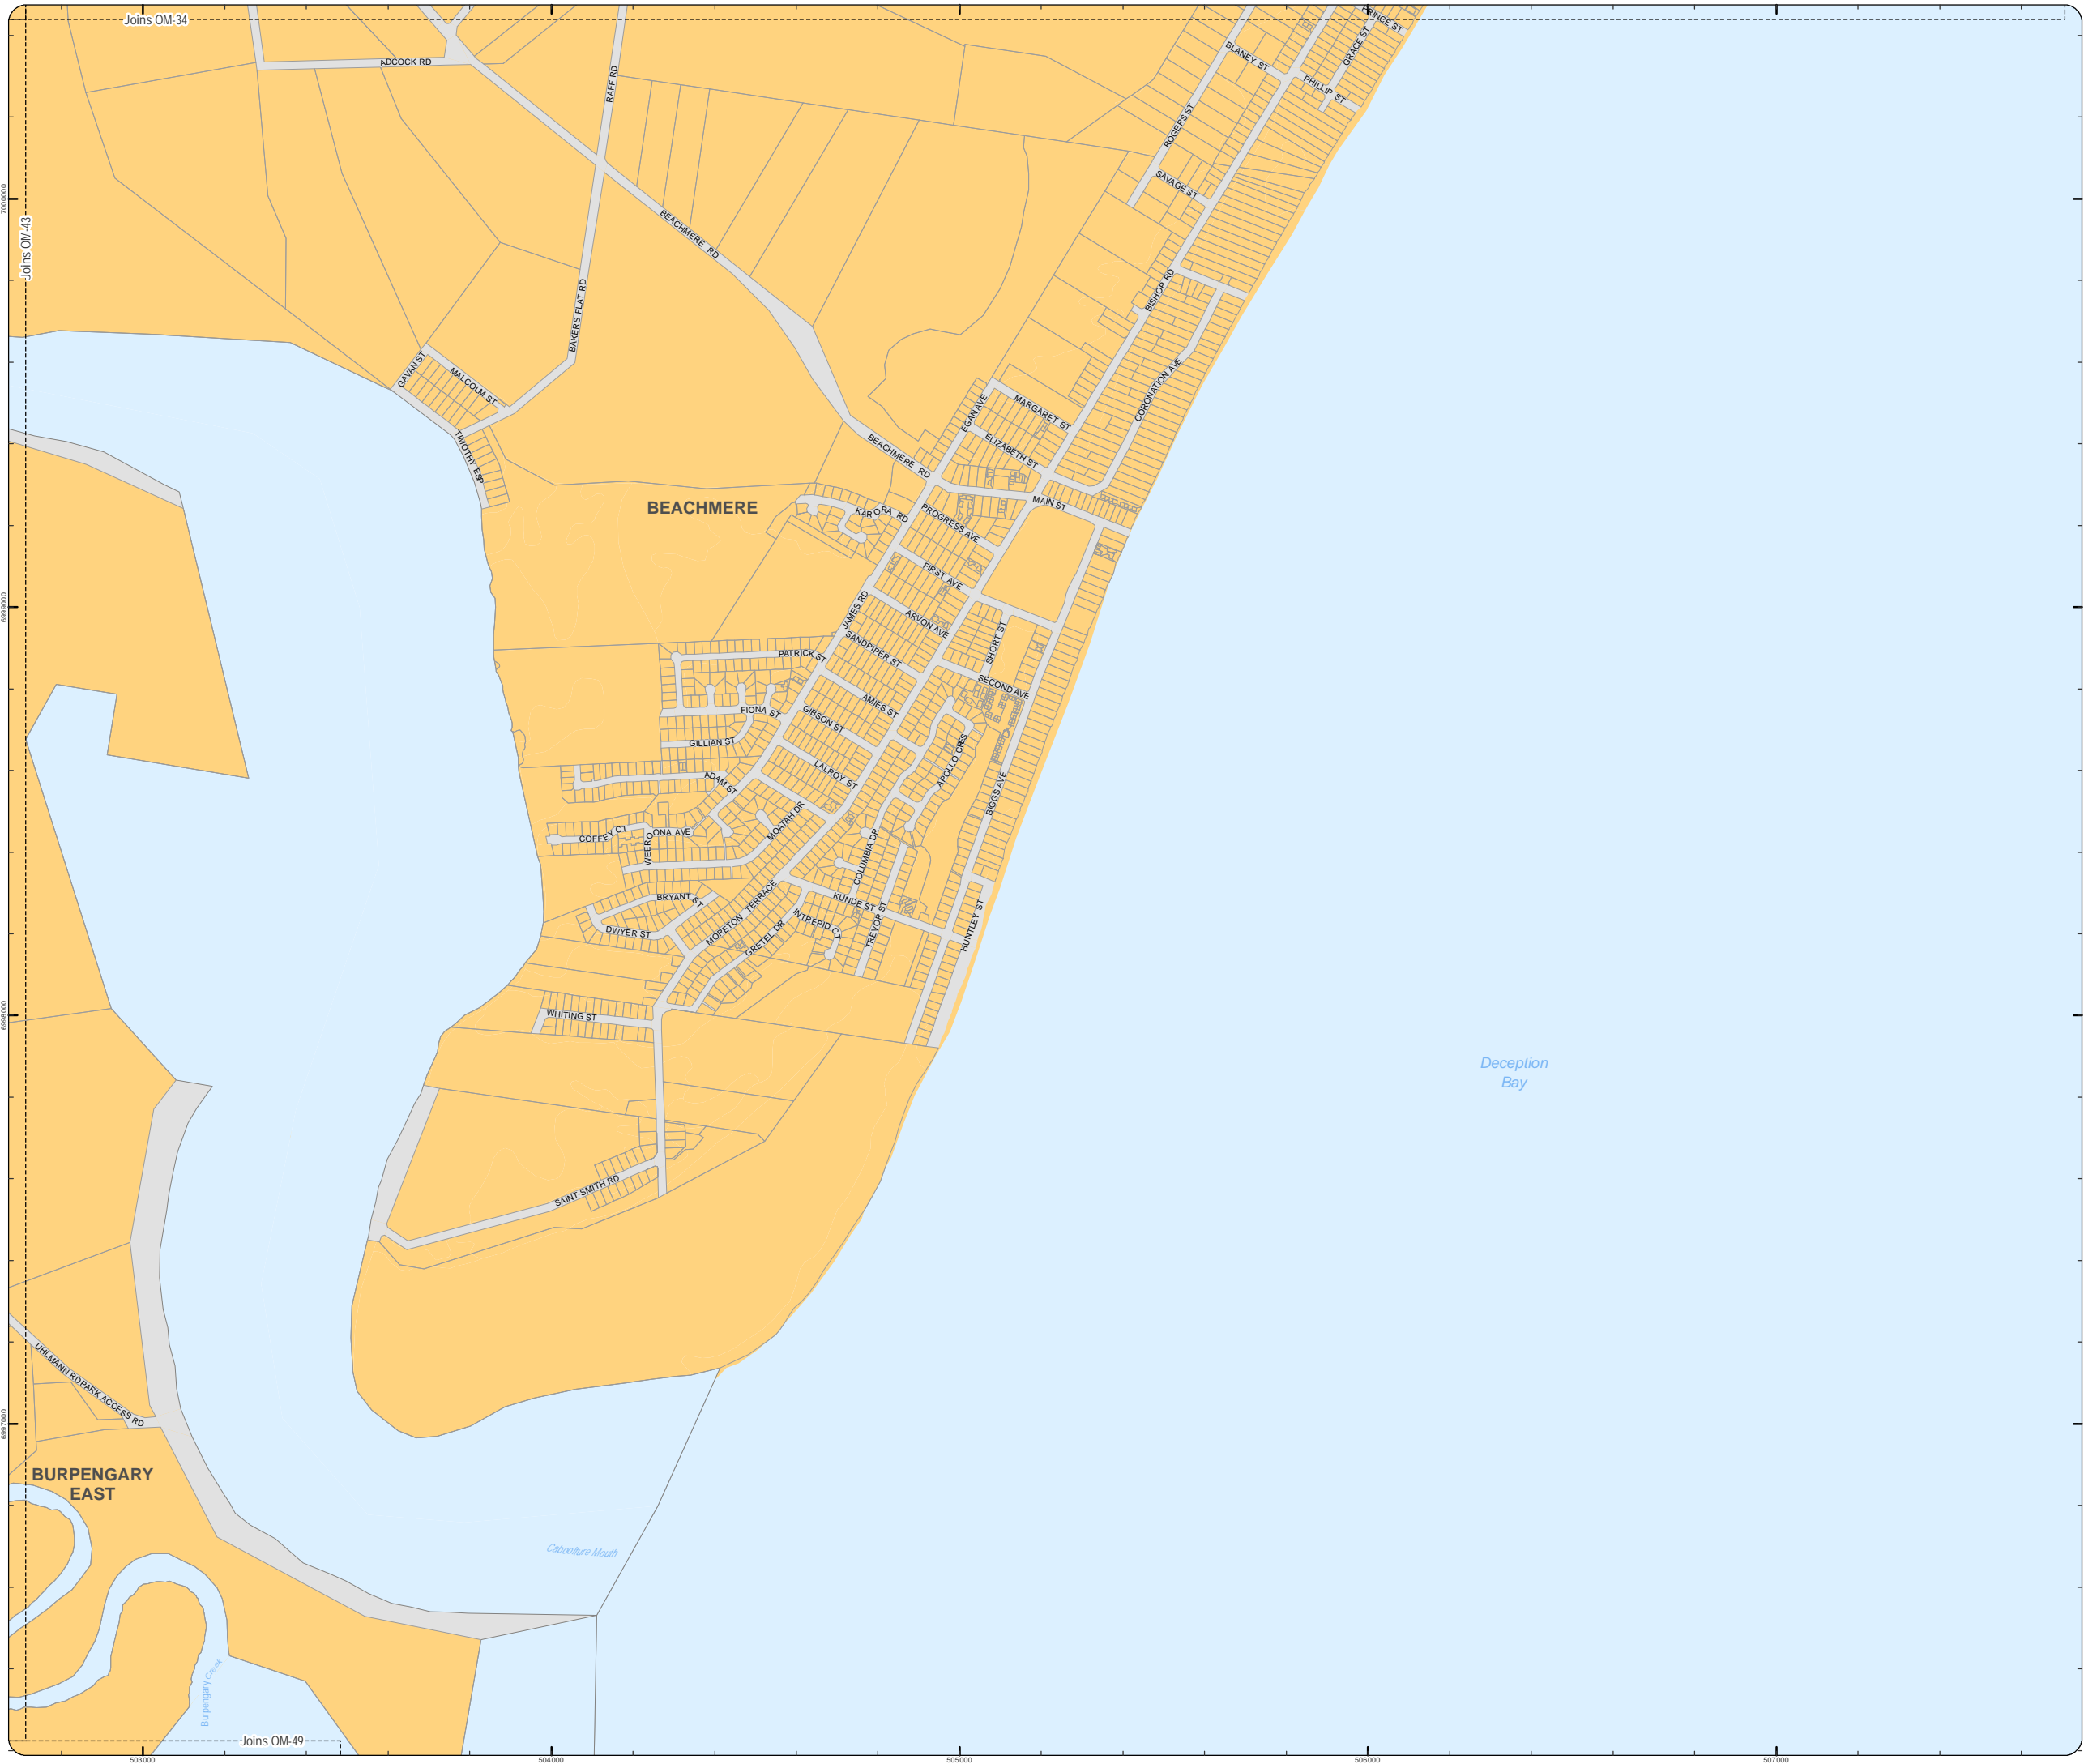 Joins OM-34
PRINCE ST
GRACE ST
BLANEY ST
ADCOCK RD
RAFF RD
PHILLIP ST
ROGERS ST
SAVAGE ST
7000000
Joins OM-43
BEACHMERE RD
BISHOP RD
BAKERS FLAT RD
GAVAN ST
MALCOLM ST
CORONATION AVE
EGAN AVE
MARGARET ST
TIMOTHY ESP
BEACHMERE RD
ELIZABETH ST
BEACHMERE
MAIN ST
KARORA RD
PROGRESS AVE
FIRST AVE
6999000
JAMES RD
ARVON AVE
SHORT ST
SANDPIPER ST
PATRICK ST
SECOND AVE
AMIES ST
FIONA ST
GIBSON ST
GILLIAN ST
APOLLO CRES
LALROY ST
ADAM ST
BIGGS AVE
MOATAH DR
COFFEY CT
WEEROONA AVE
COLUMBIA DR
BRYANT ST
MORETON TERRACE
KUNDE ST
INTREPID CT
TREVOR ST
HUNTLEY ST
DWYER ST
GRETEL DR
6998000
WHITING ST
Deception
Bay
SAINT-SMITH RD
UHLMANN RD
PARK ACCESS RD
6997000
BURPENGARY
EAST
Caboolture Mouth
Burpengary Creek
Joins OM-49
503000
504000
505000
506000
507000